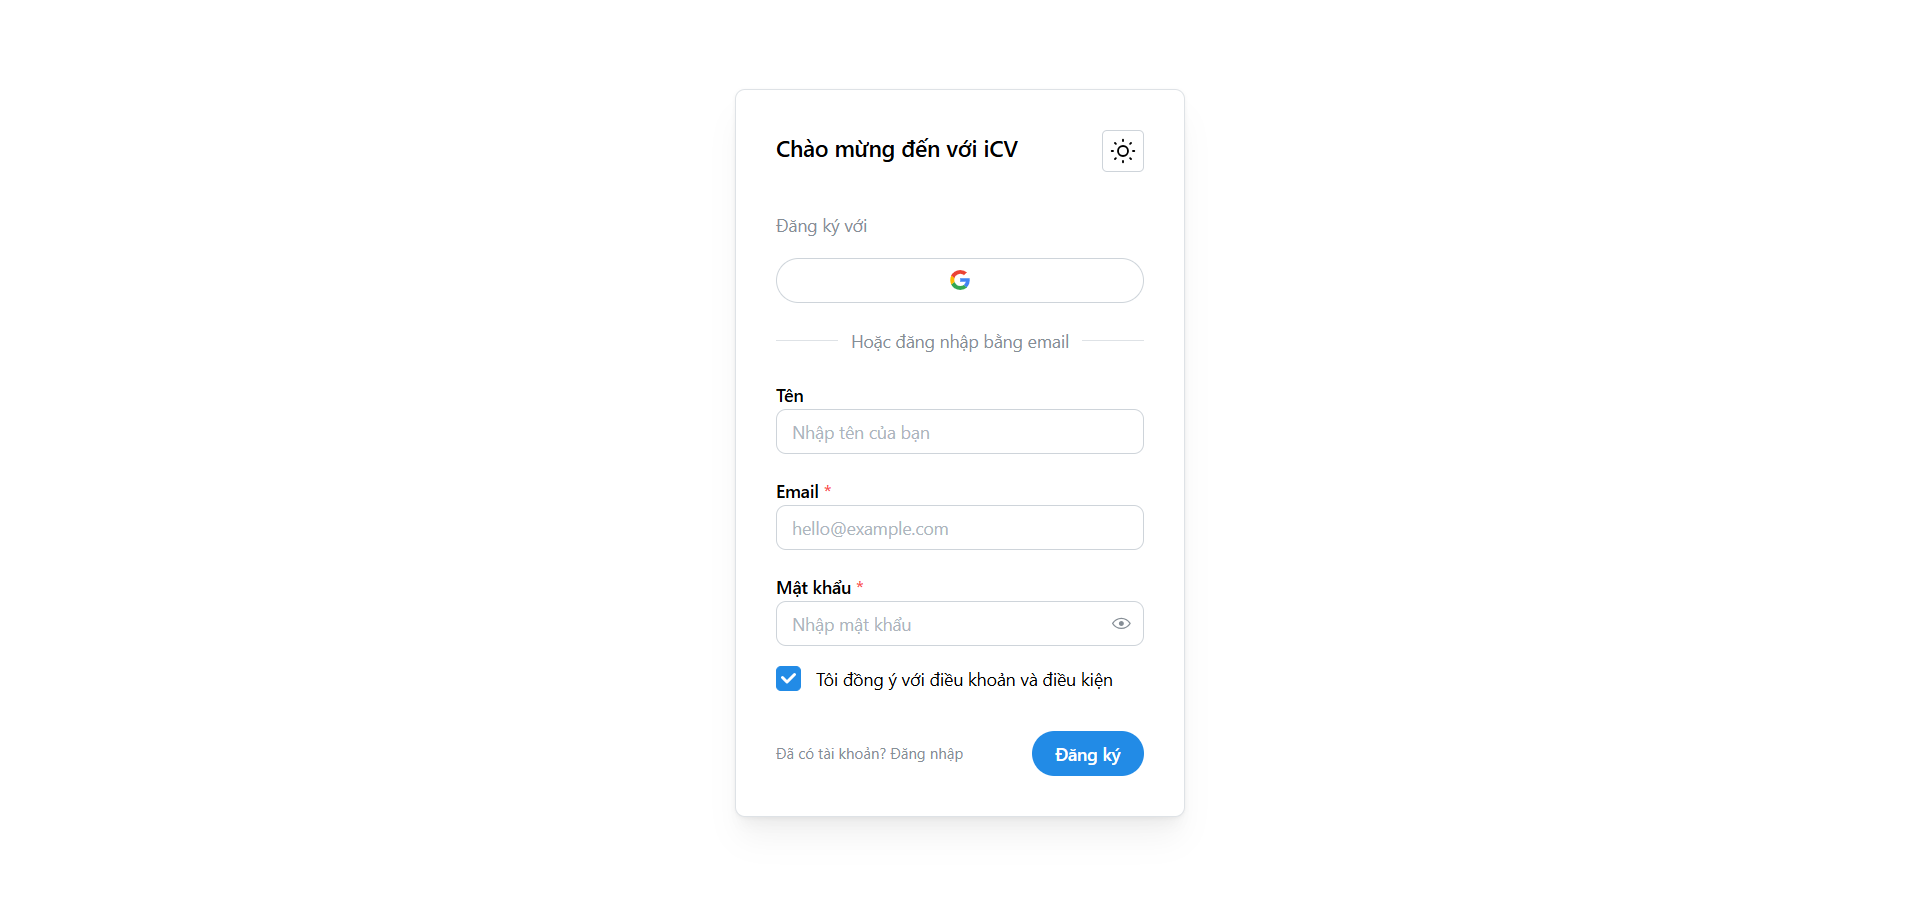 Chào mừng đến với iCV
Đăng ký với
Hoặc đăng nhập bằng email
Tên
Nhập tên của bạn
Email *
hello@example.com
Mật khẩu *
Nhập mật khẩu
Tôi đồng ý với điều khoản và điều kiện
Đã có tài khoản? Đăng nhập
Đăng ký